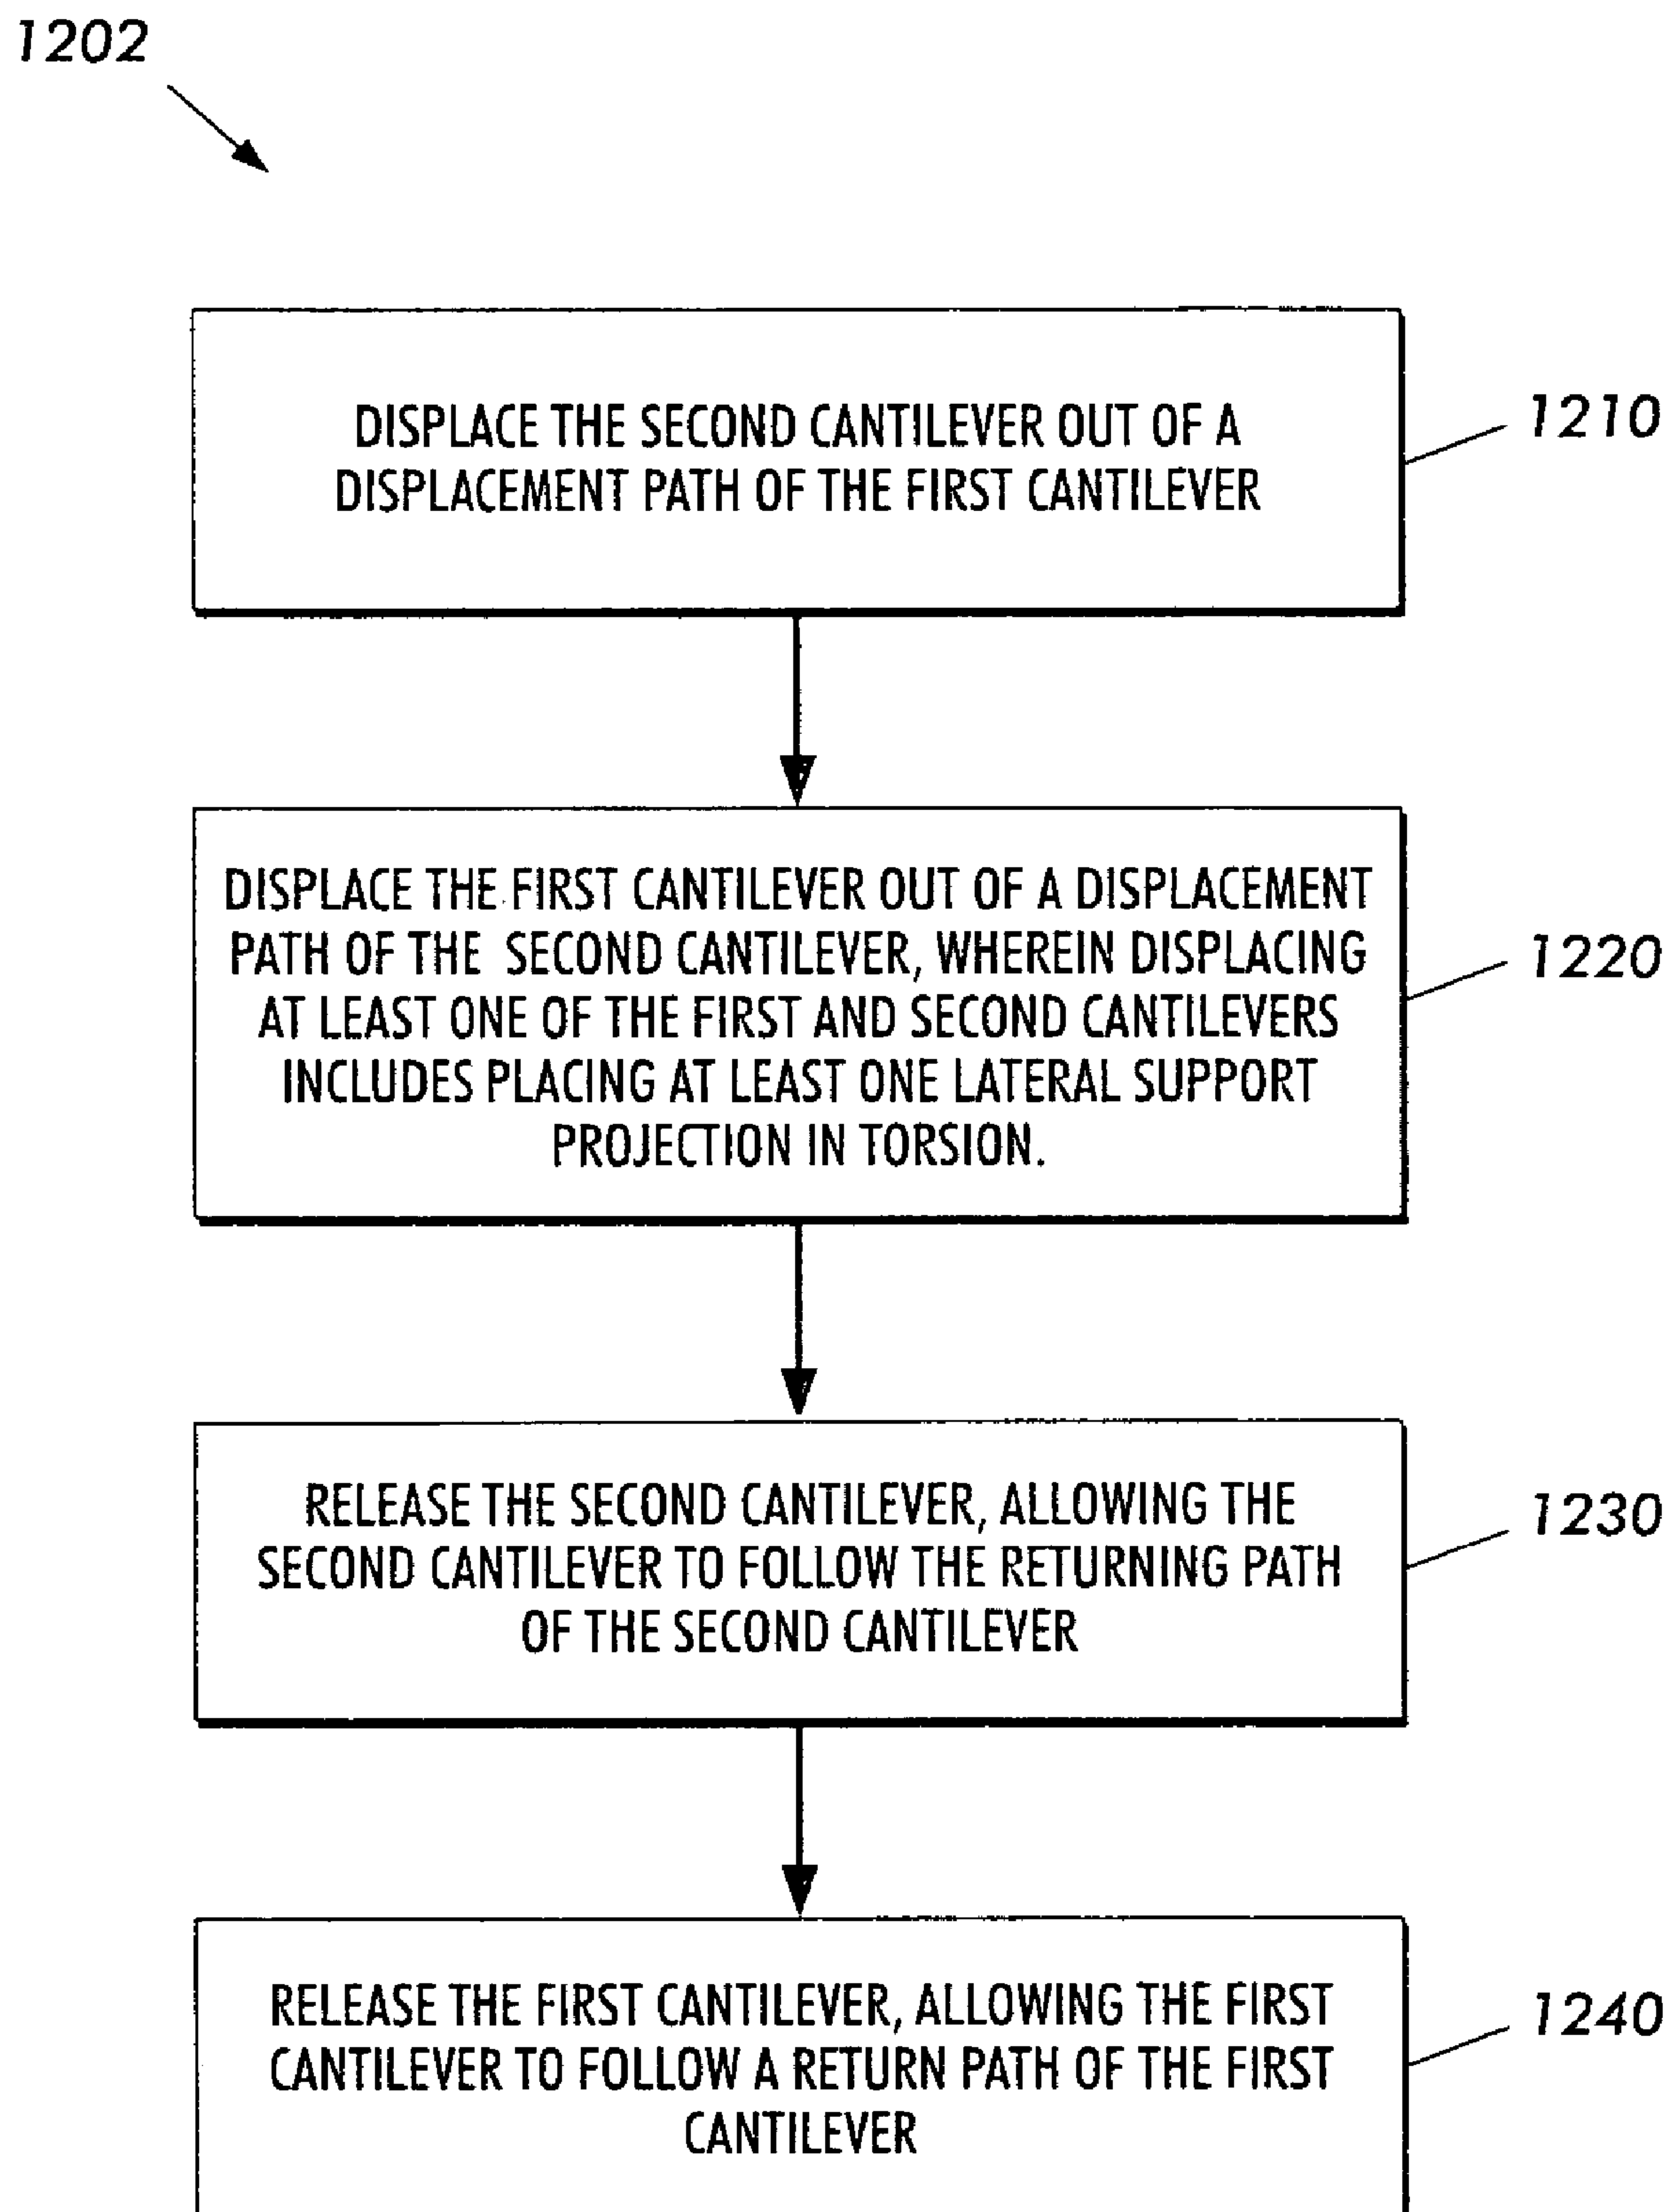 1202
DISPLACE THE SECOND CANTILEVER OUT OF A
DISPLACEMENT PATH OF THE FIRST CANTILEVER
1210
DISPLACE THE FIRST CANTILEVER OUT OF A DISPLACEMENT
PATH OF THE SECOND CANTILEVER, WHEREIN DISPLACING
AT LEAST ONE OF THE FIRST AND SECOND CANTILEVERS
INCLUDES PLACING AT LEAST ONE LATERAL SUPPORT
PROJECTION IN TORSION.
1220
RELEASE THE SECOND CANTILEVER, ALLOWING THE
SECOND CANTILEVER TO FOLLOW THE RETURNING PATH
OF THE SECOND CANTILEVER
1230
RELEASE THE FIRST CANTILEVER, ALLOWING THE FIRST
CANTILEVER TO FOLLOW A RETURN PATH OF THE FIRST
CANTILEVER
1240